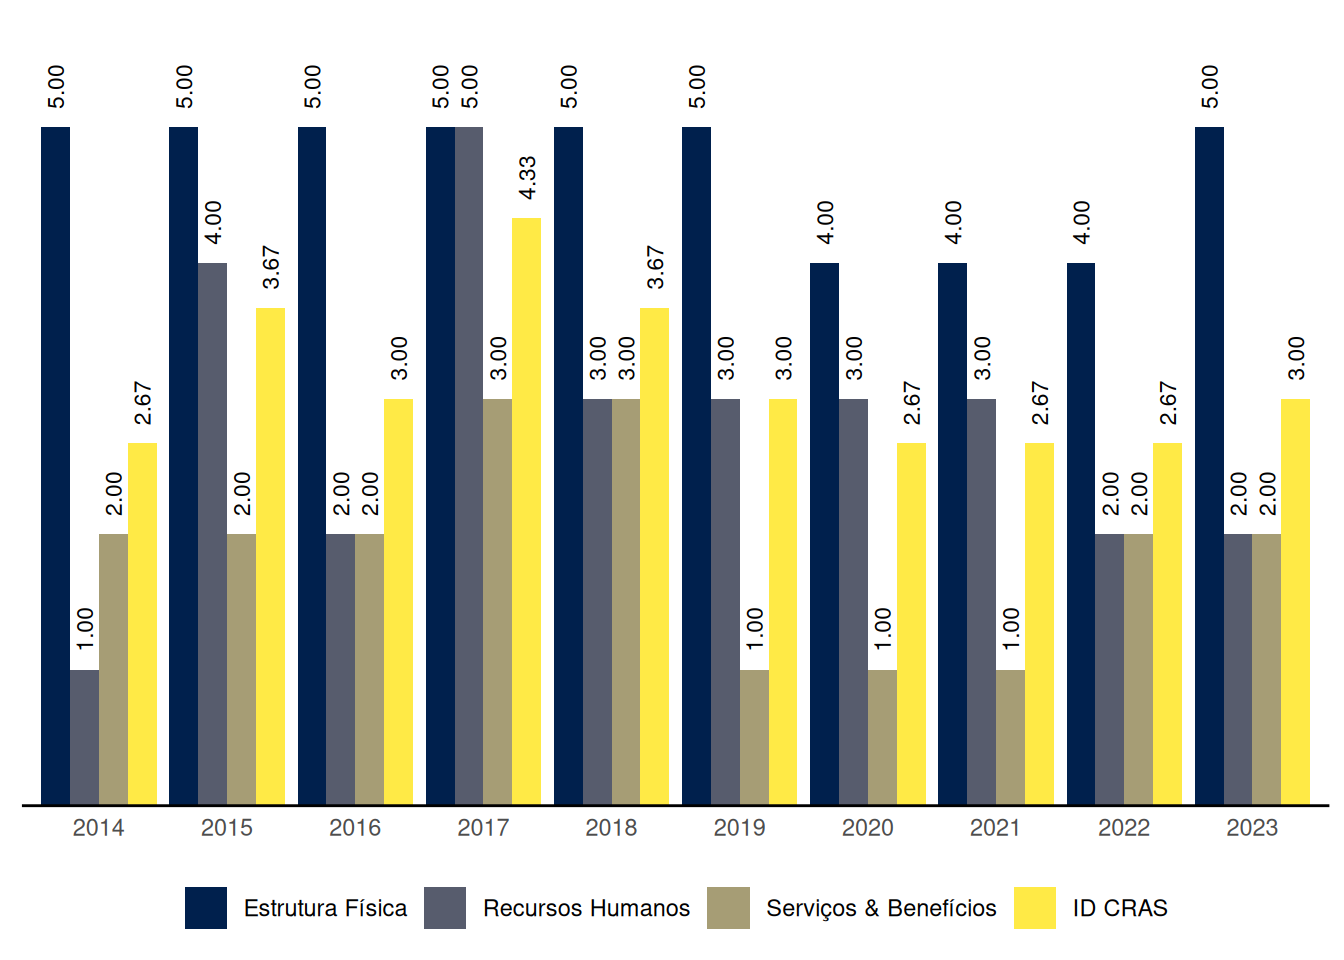 5.00 5.00 5.00 5.00 5.00 5.00 5.00 5.00
4.33
4.00 4.00 4.00 4.00
3.67 3.67
3.00 3.00 3.00 3.00 3.00 3.00 3.00 3.00 3.00
2.67 2.67 2.67 2.67
2.00 2.00 2.00 2.00 2.00 2.00 2.00 2.00
1.00 1.00 1.00 1.00
2014 2015 2016 2017 2018 2019 2020 2021 2022 2023
Estrutura Física Recursos Humanos Serviços & Benefícios ID CRAS